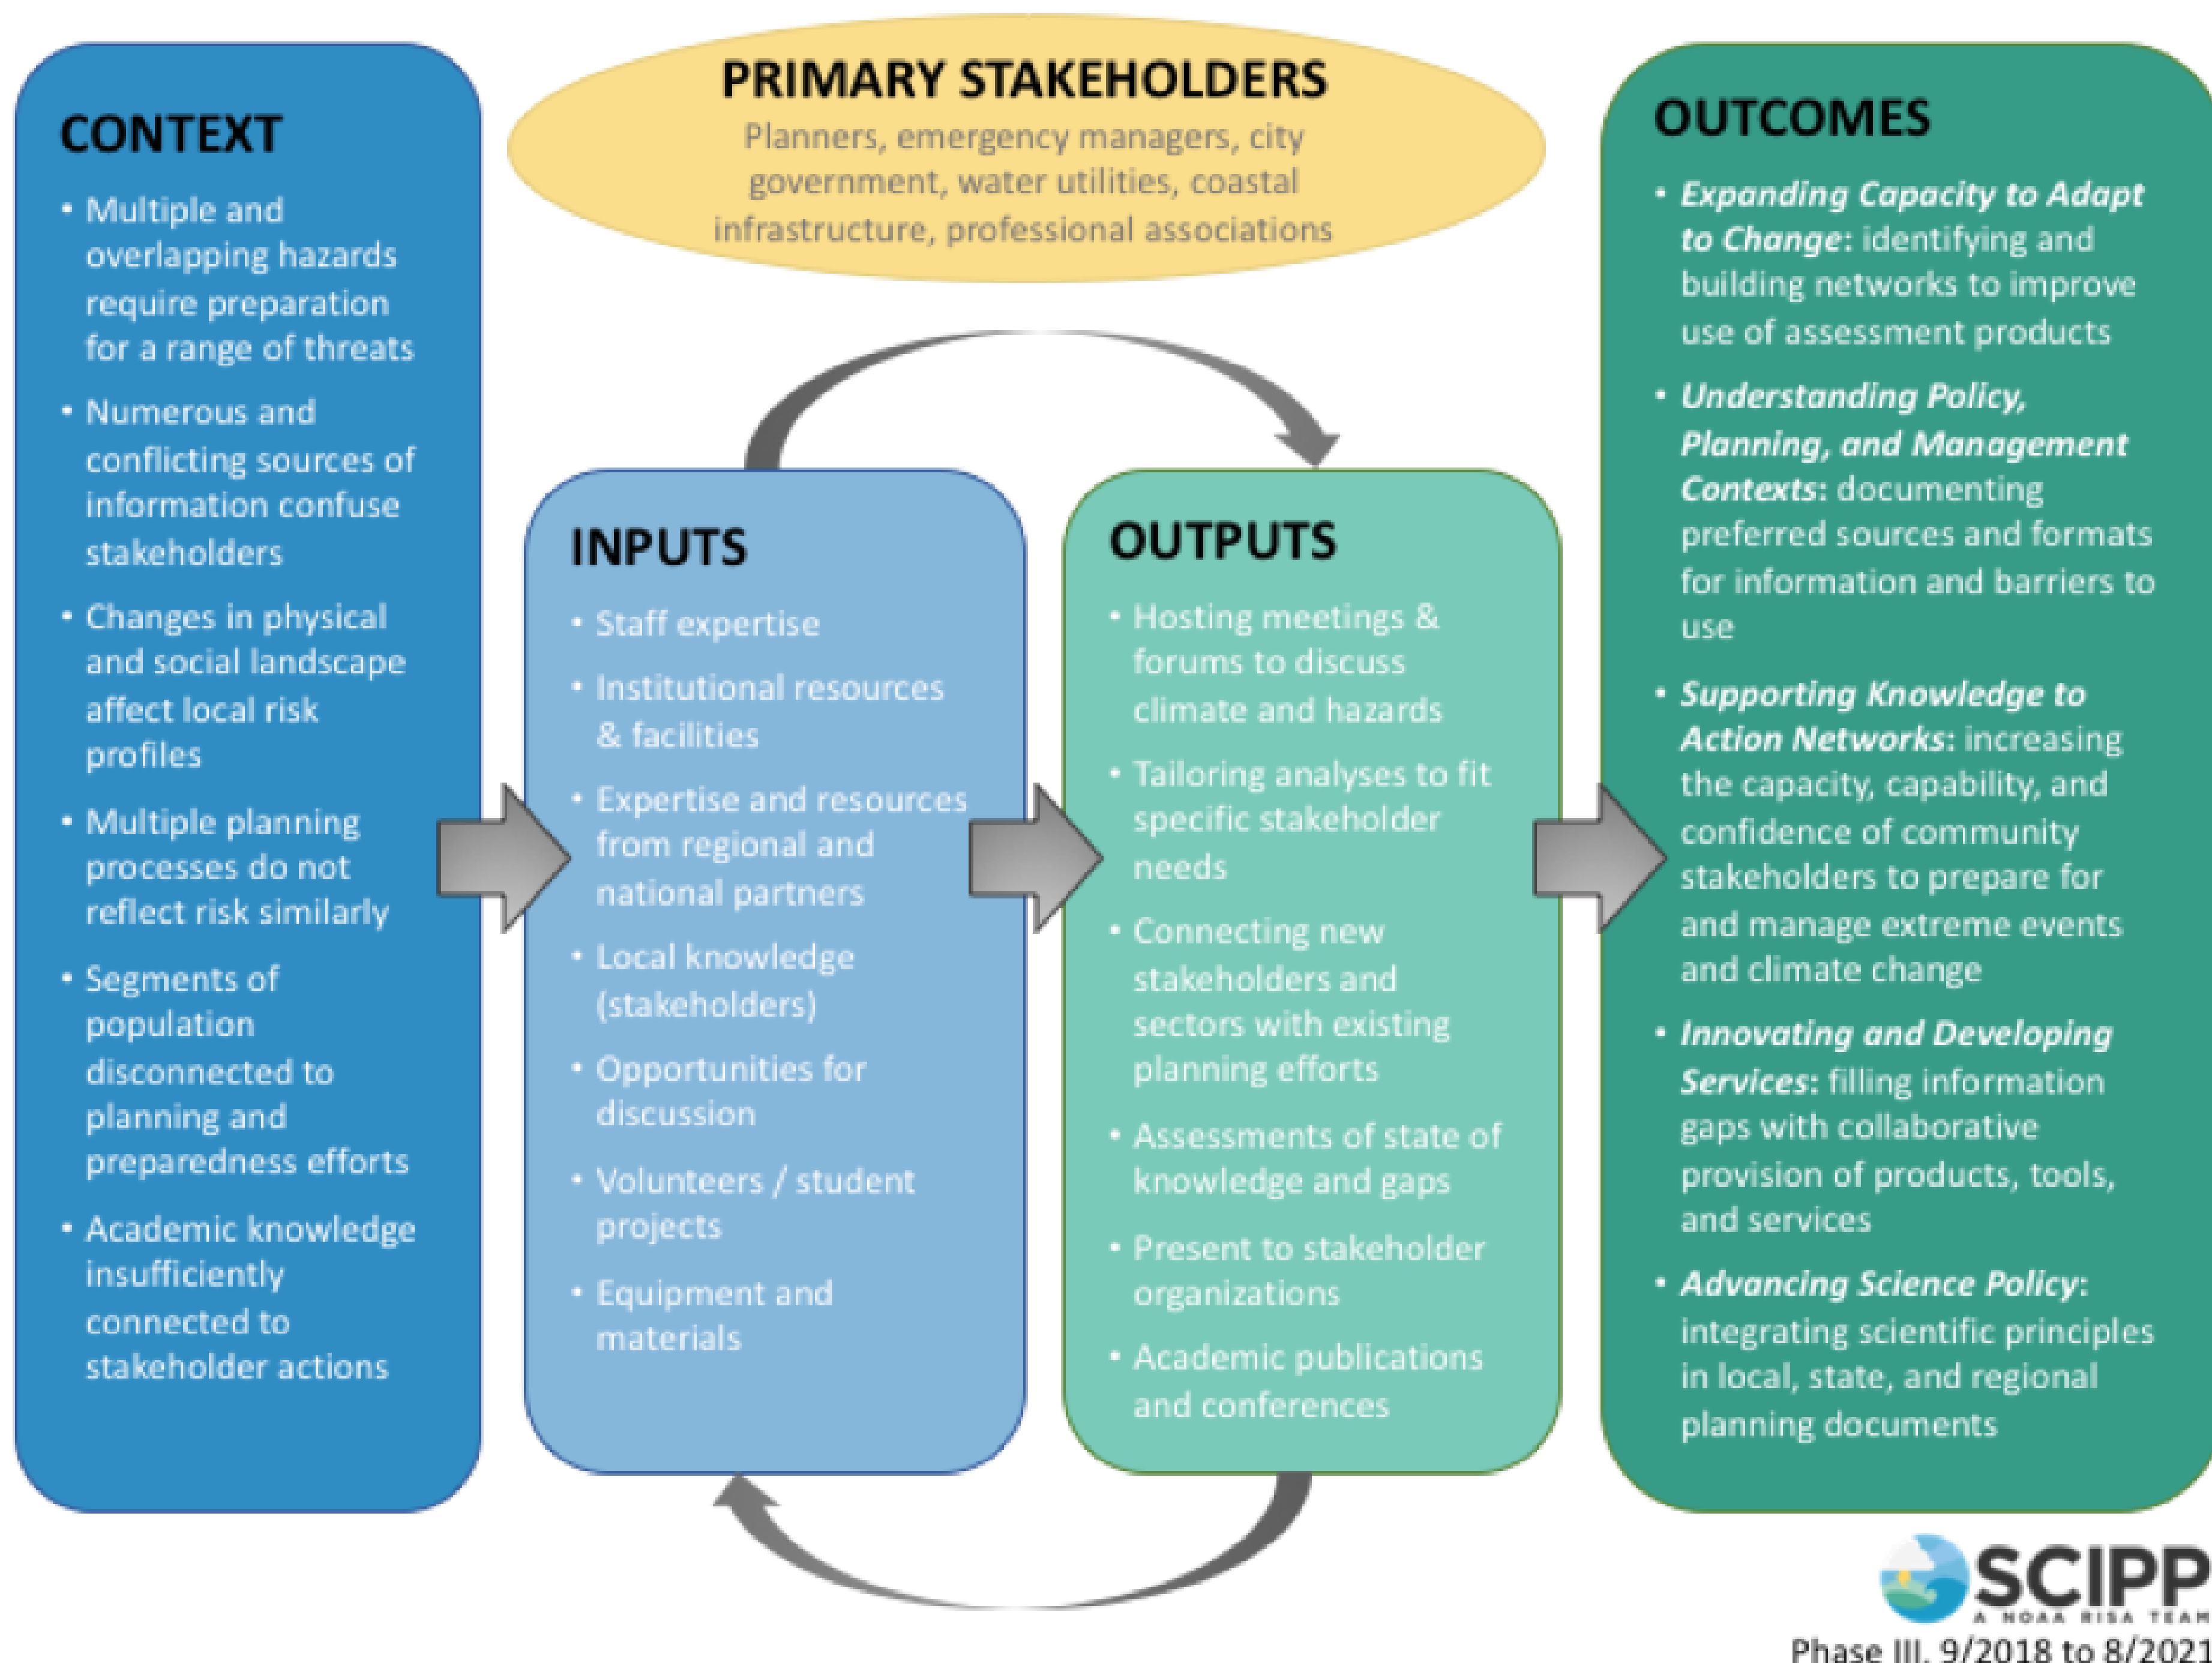 PRIMARY STAKEHOLDERS
Planners, emergency managers, city
government, water utilities, coastal
infrastructure, professional associations
CONTEXT
• Multiple and
overlapping hazards
require preparation
for a range of threats
• Numerous and
conflicting sources of
information confuse
stakeholders
• Changes in physical
and social landscape
affect local risk
profiles
• Multiple planning
processes do not
reflect risk similarly
• Segments of
population
disconnected to
planning and
preparedness efforts
• Academic knowledge
insufficiently
connected to
stakeholder actions
INPUTS
• Staff expertise
• Institutional resources
& facilities
• Expertise and resources
from regional and
national partners
• Local knowledge
(stakeholders)
• Opportunities for
discussion
• Volunteers / student
projects
• Equipment and
materials
OUTPUTS
• Hosting meetings &
forums to discuss
climate and hazards
• Tailoring analyses to fit
specific stakeholder
needs
• Connecting new
stakeholders and
sectors with existing
planning efforts
• Assessments of state of
knowledge and gaps
• Present to stakeholder
organizations
• Academic publications
and conferences
OUTCOMES
• Expanding Capacity to Adapt
to Change: identifying and
building networks to improve
use of assessment products
• Understanding Policy,
Planning, and Management
Contexts: documenting
preferred sources and formats
for information and barriers to
use
• Supporting Knowledge to
Action Networks: increasing
the capacity, capability, and
confidence of community
stakeholders to prepare for
and manage extreme events
and climate change
• Innovating and Developing
Services: filling information
gaps with collaborative
provision of products, tools,
and services
• Advancing Science Policy:
integrating scientific principles
in local, state, and regional
planning documents
SCIPP
A NOAA RISA TEAM
Phase III, 9/2018 to 8/2021